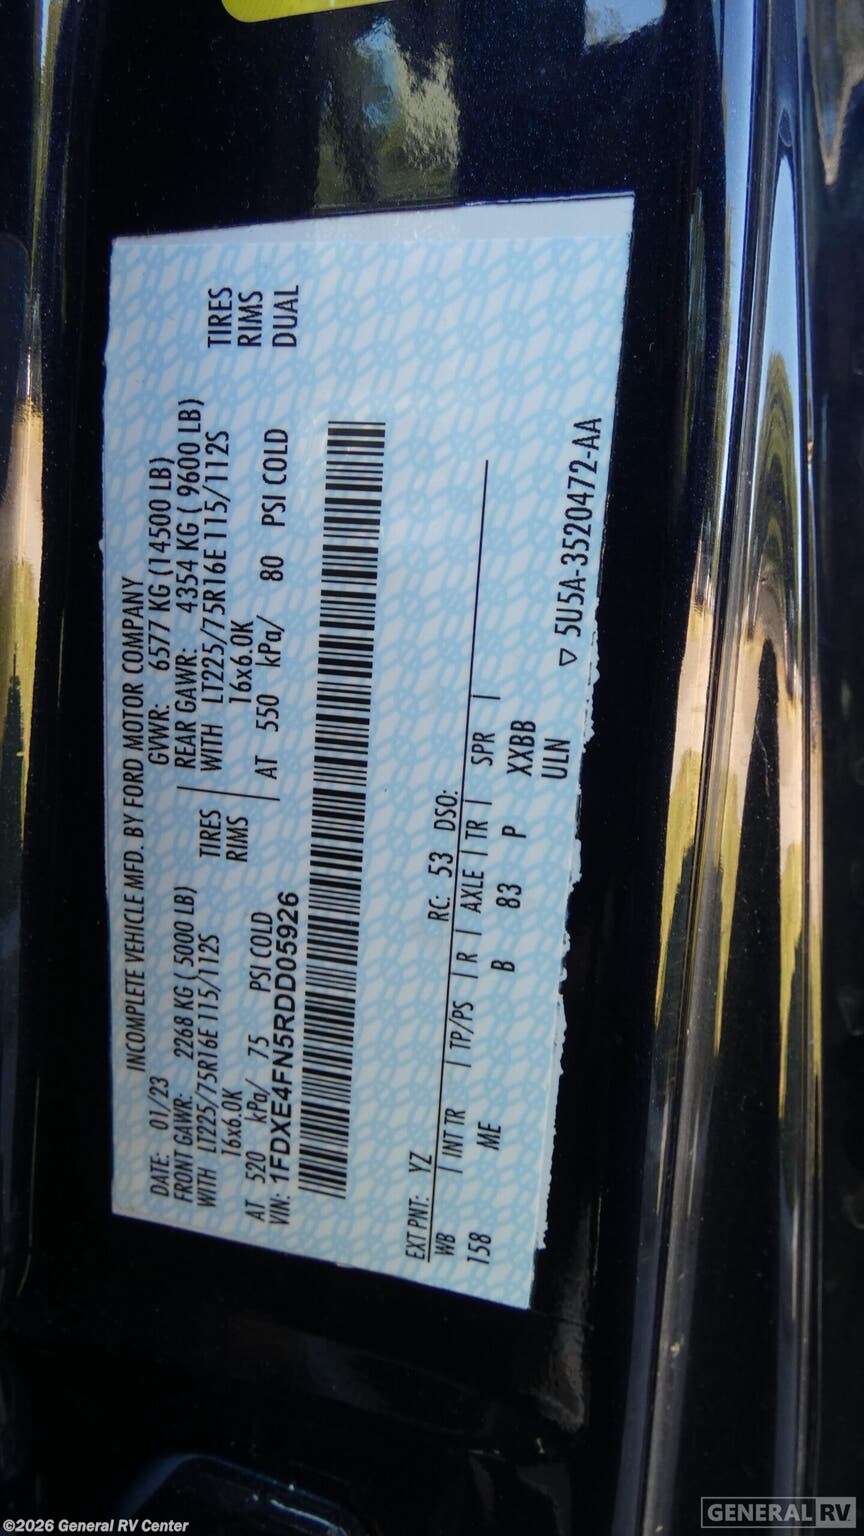 INCOMPLETE VEHICLE MFD. BY FORD MOTOR COMPANY
DATE: 01/23 GVWR: 6577 KG (14500 LB)
FRONT GAWR: 2268 KG ( 5000 LB) REAR GAWR: 4354 KG ( 9600 LB)
WITH LT225/75R16E 115/112S TIRES WITH LT225/75R16E 115/112S TIRES
16x6.0K RIMS 16x6.0K RIMS
AT 520 kPa/ 75 PSI COLD AT 550 kPa/ 80 PSI COLD DUAL
VIN: 1FDXE4FN5RDD05926
EXT PNT: YZ RC: 53 DSO:
WB INT TR TP/PS R AXLE TR SPR
158 ME B 83 P XXBB
ULN
▽ 5U5A-3520472-AA
©2026 General RV Center
GENERAL RV